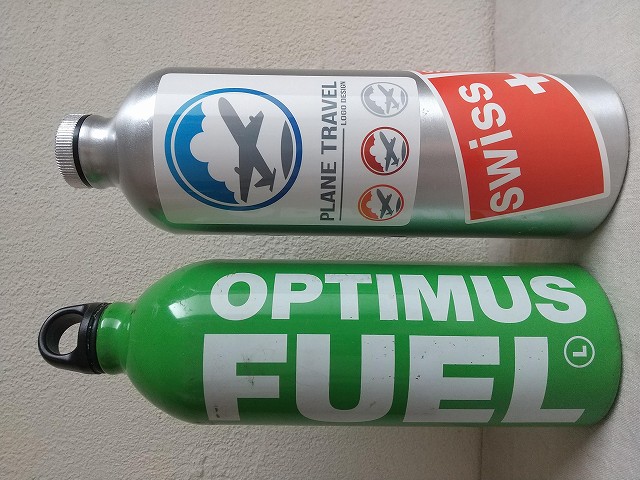 PLANE TRAVEL
LOGO DESIGN
swiss
OPTIMUS
FUEL
L